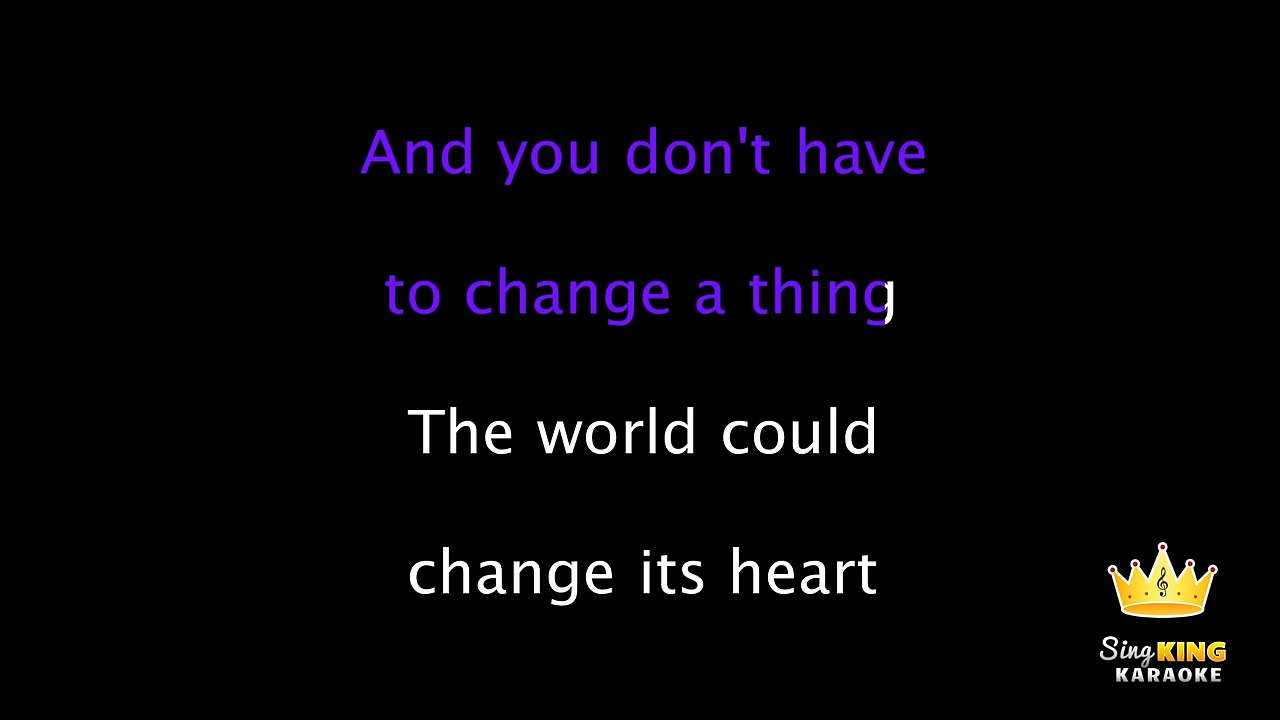 And you don't have
to change a thing
The world could
change its heart
Sing KING
KARAOKE